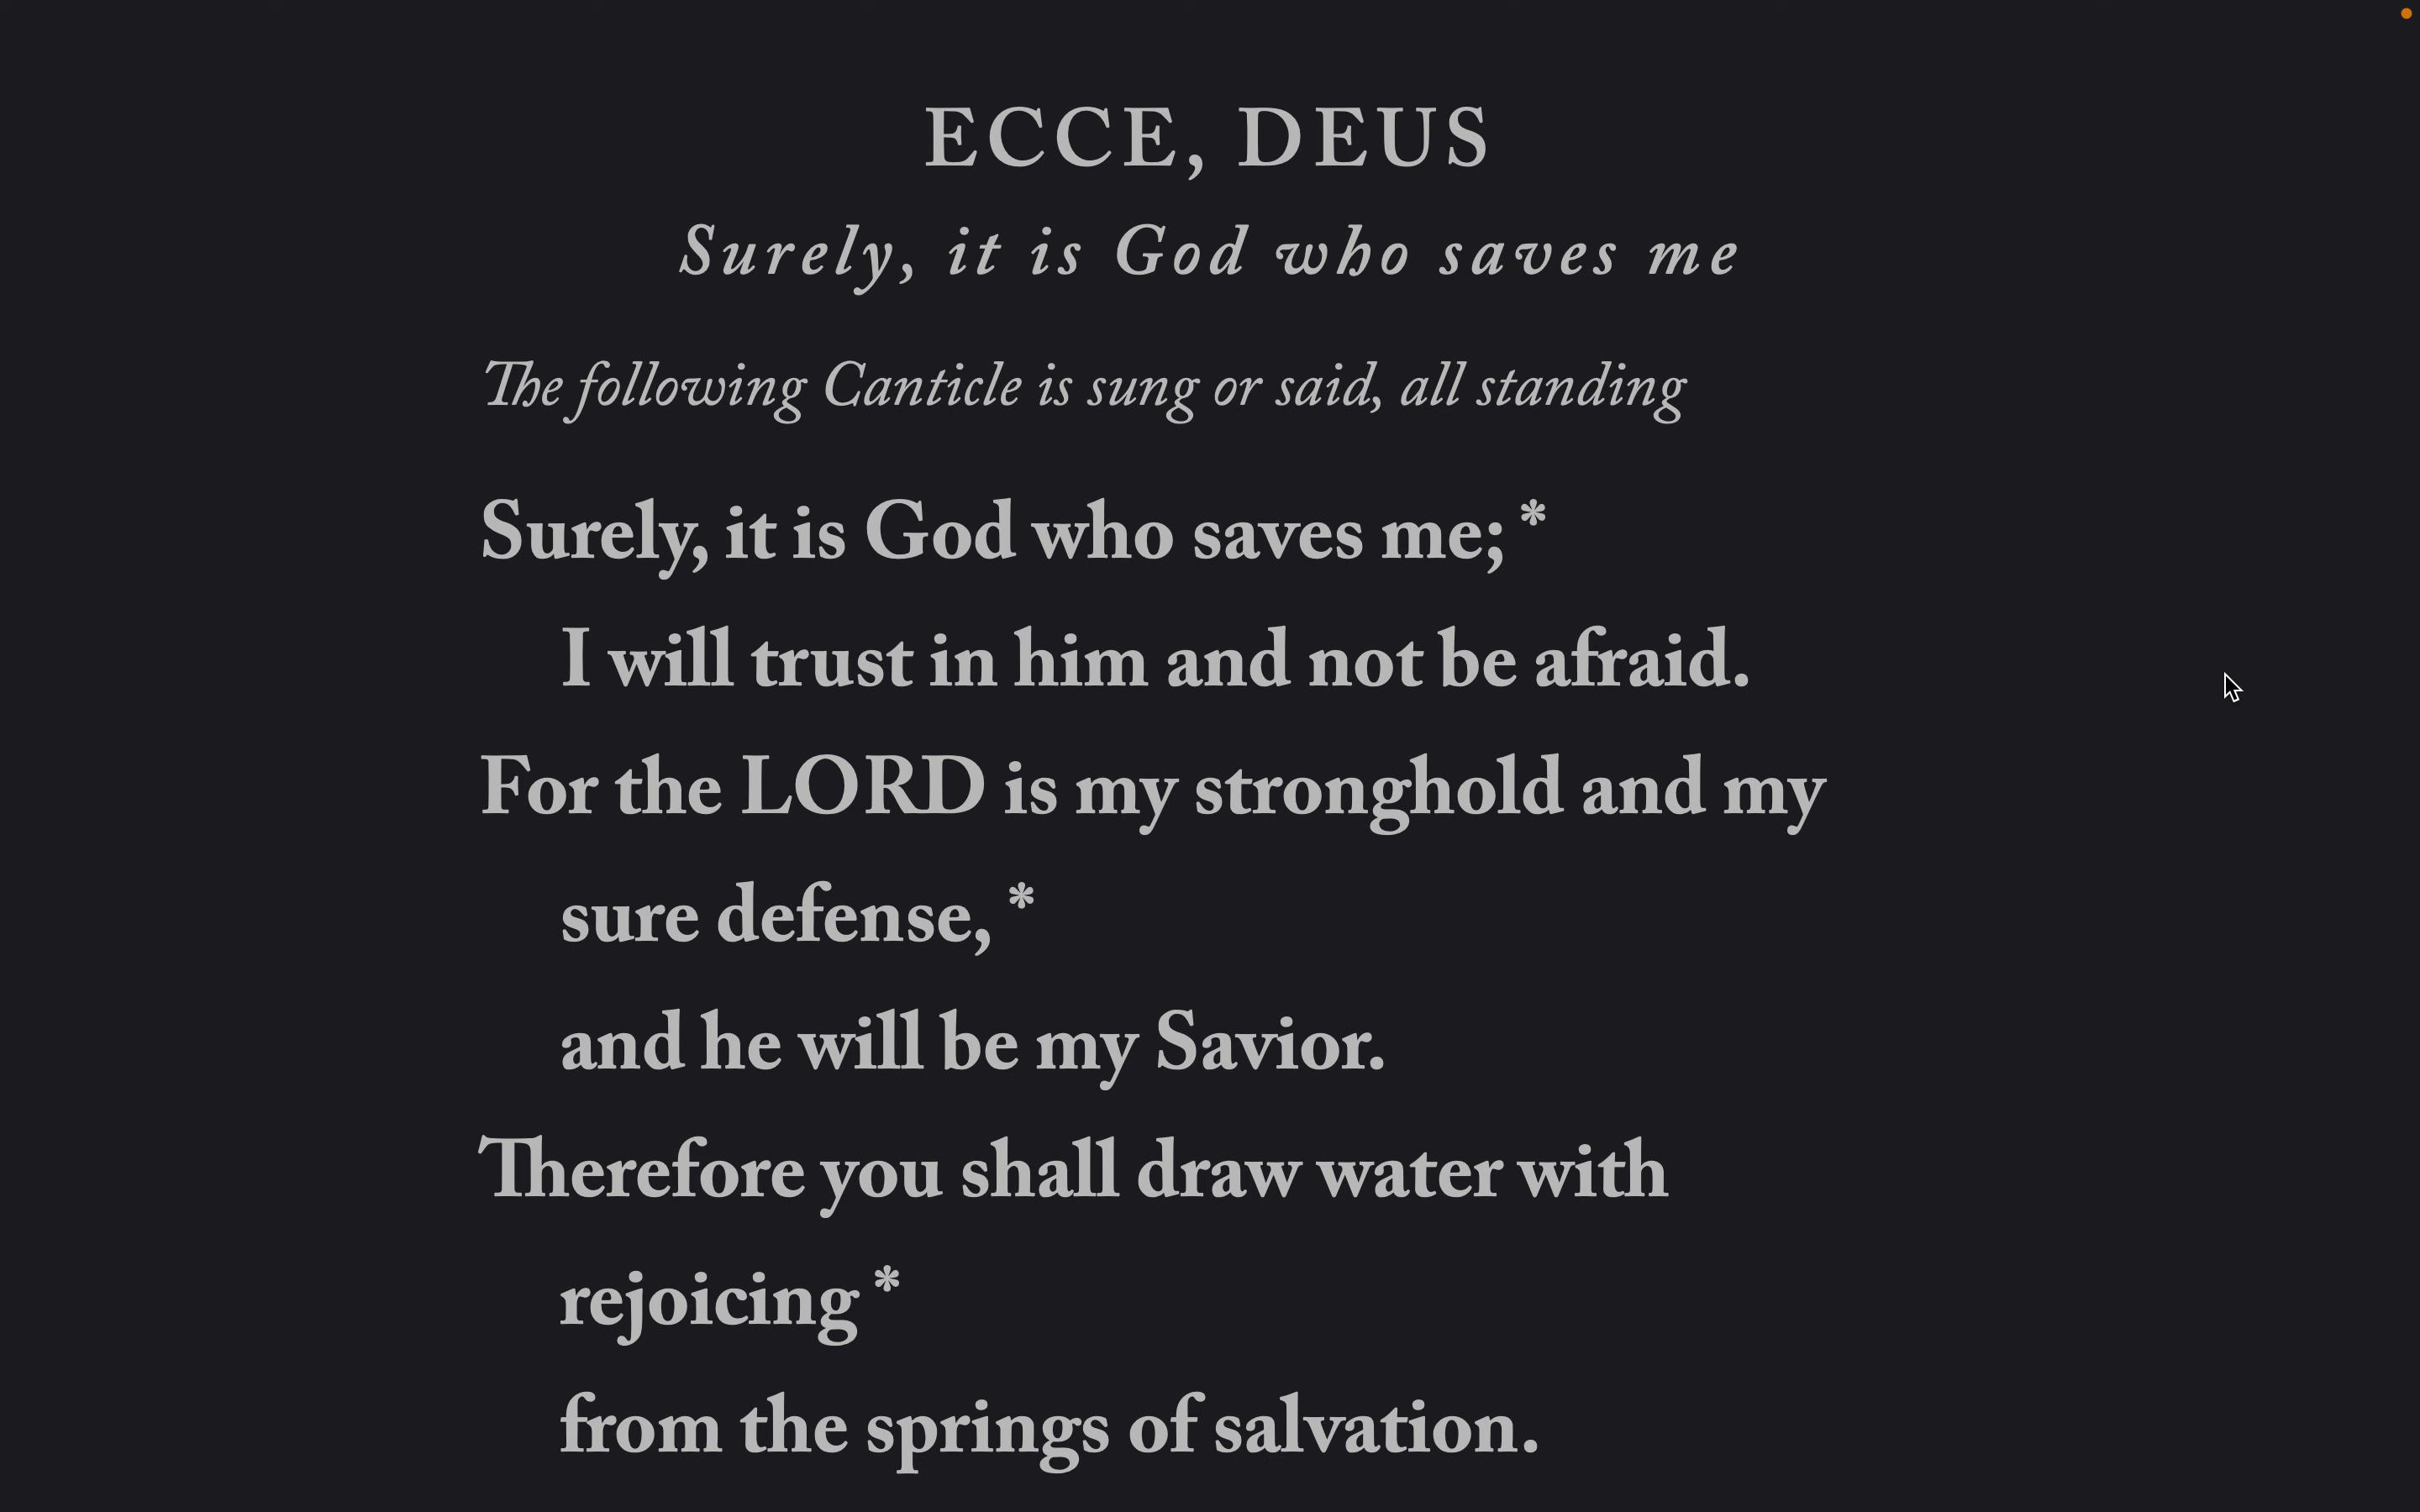 ECCE, DEUS
Surely, it is God who saves me
The following Canticle is sung or said, all standing
Surely, it is God who saves me;*
I will trust in him and not be afraid.
For the LORD is my stronghold and my
sure defense, *
and he will be my Savior.
Therefore you shall draw water with
rejoicing *
from the springs of salvation.